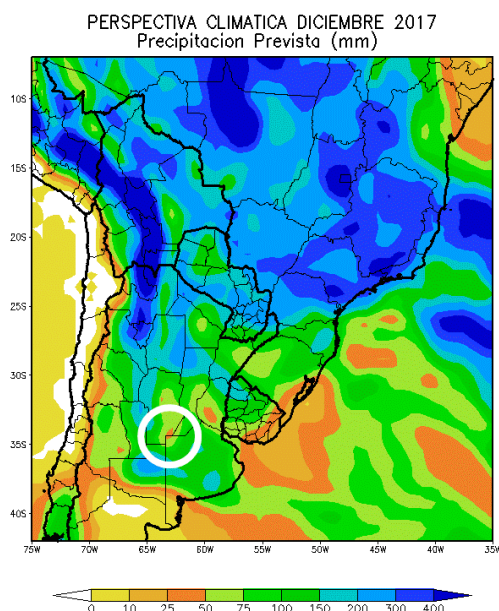 PERSPECTIVA CLIMATICA DICIEMBRE 2017
Precipitacion Prevista (mm)
10S
15S
20S
25S
30S
35S
40S
75W 70W 65W 60W 55W 50W 45W 40W 35W
0 10 25 50 75 100 150 200 300 400